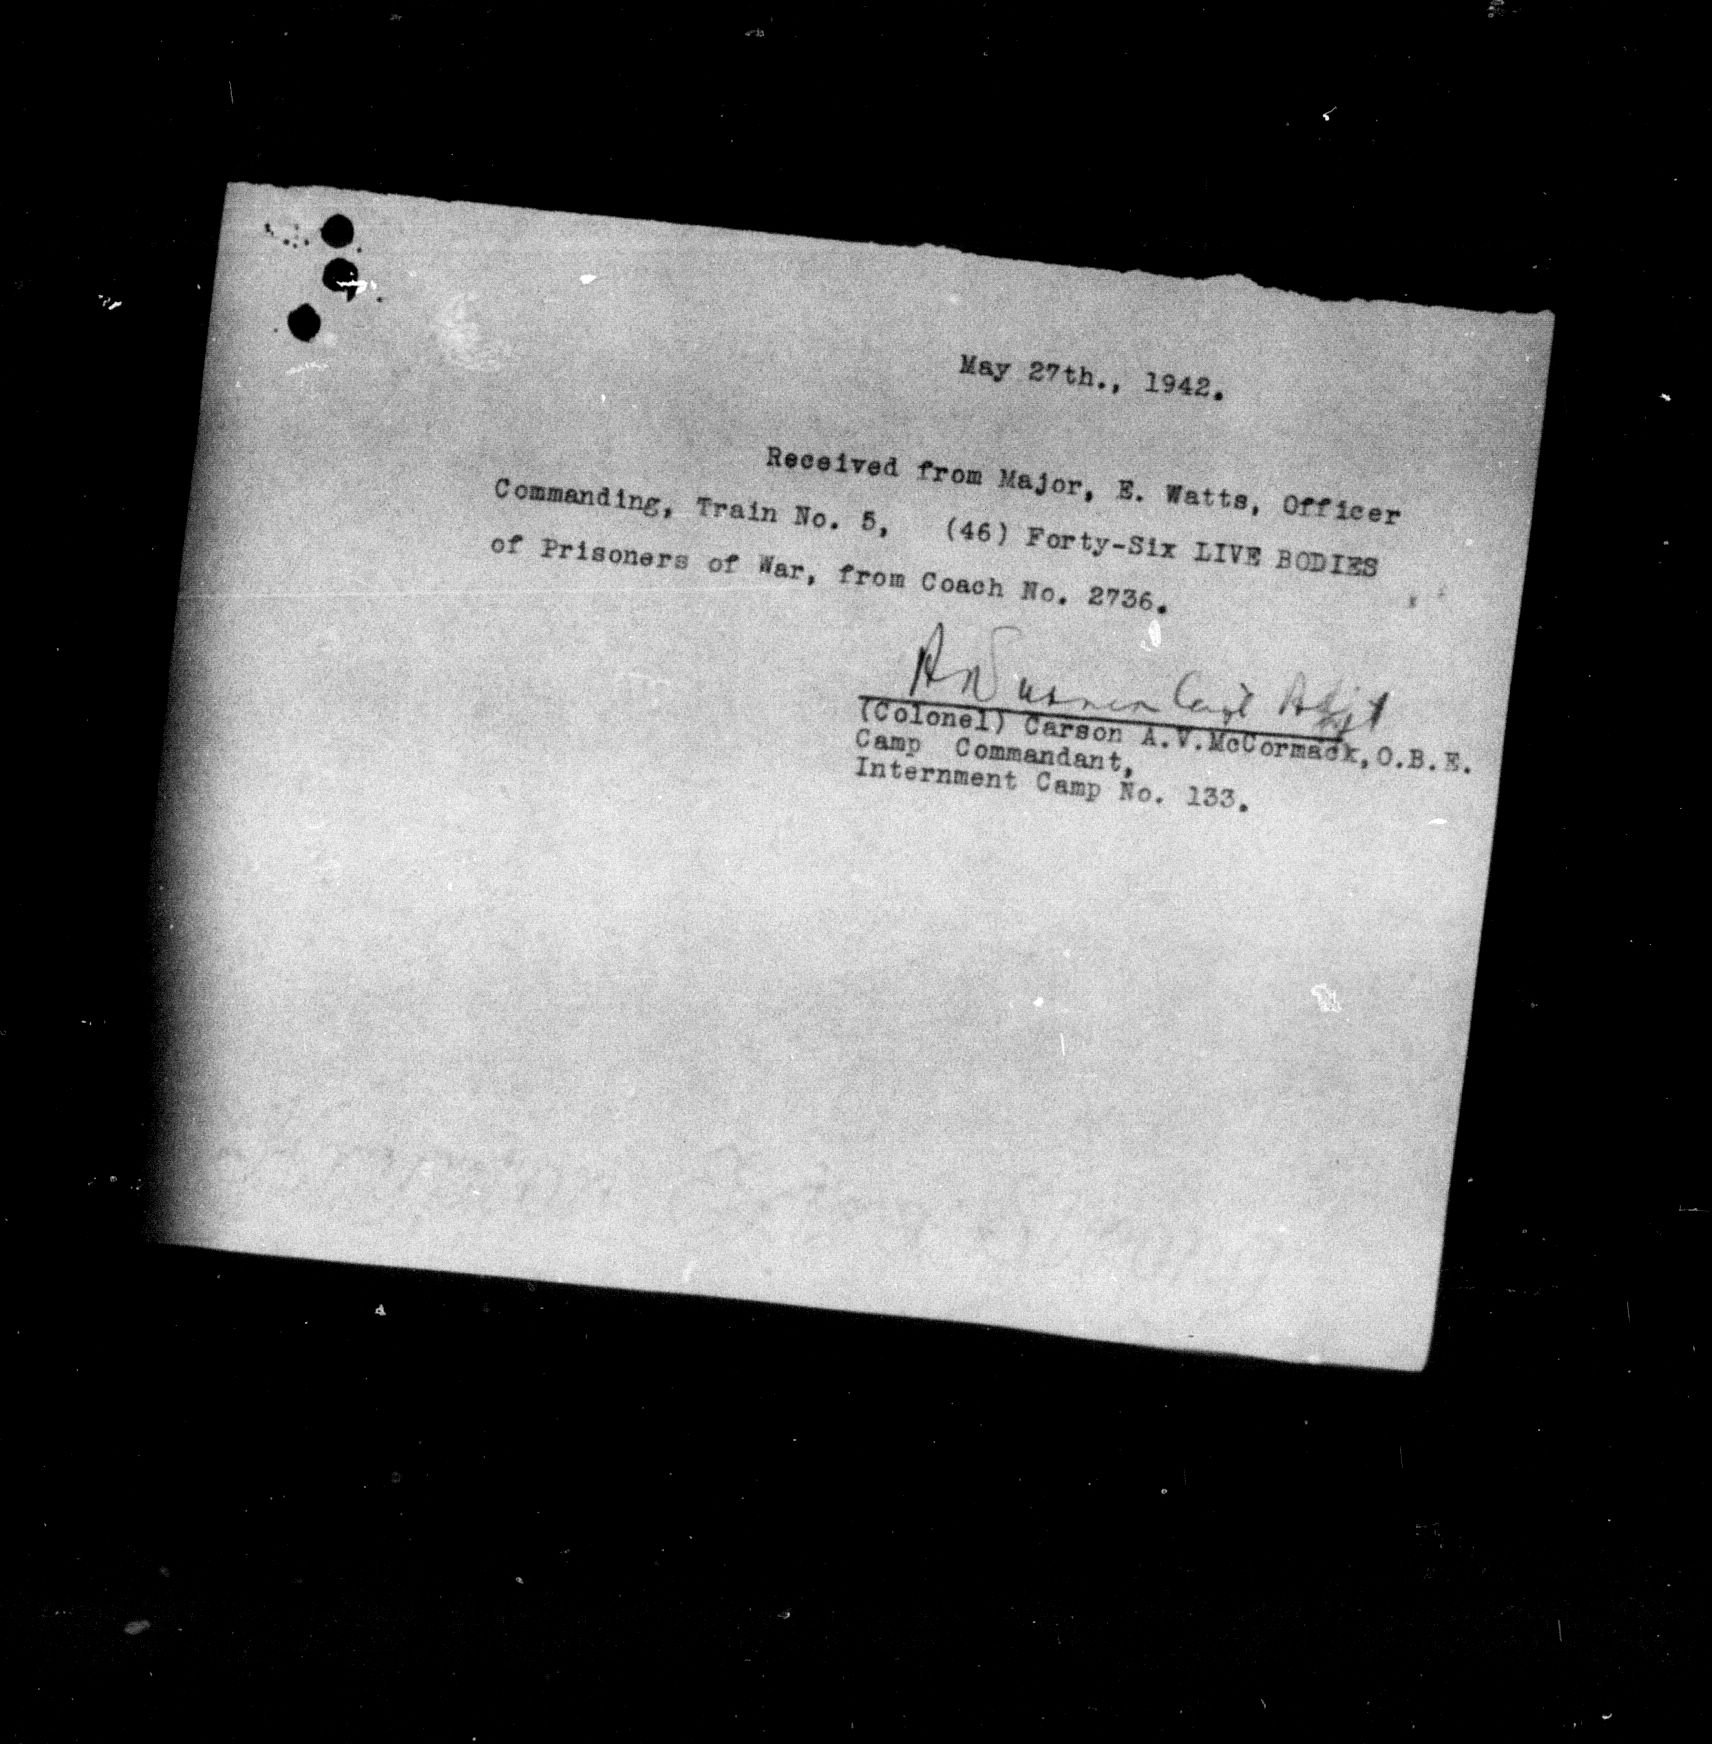 May 27th., 1942.
Received from Major, E. Watts, Officer
Commanding, Train No. 5, (46) Forty-Six LIVE BODIES
of Prisoners of War, from Coach No. 2736.
Capt Adjt
(Colonel) Carson A.V.McCormack,O.B.E.
Camp Commandant,
Internment Camp No. 133.